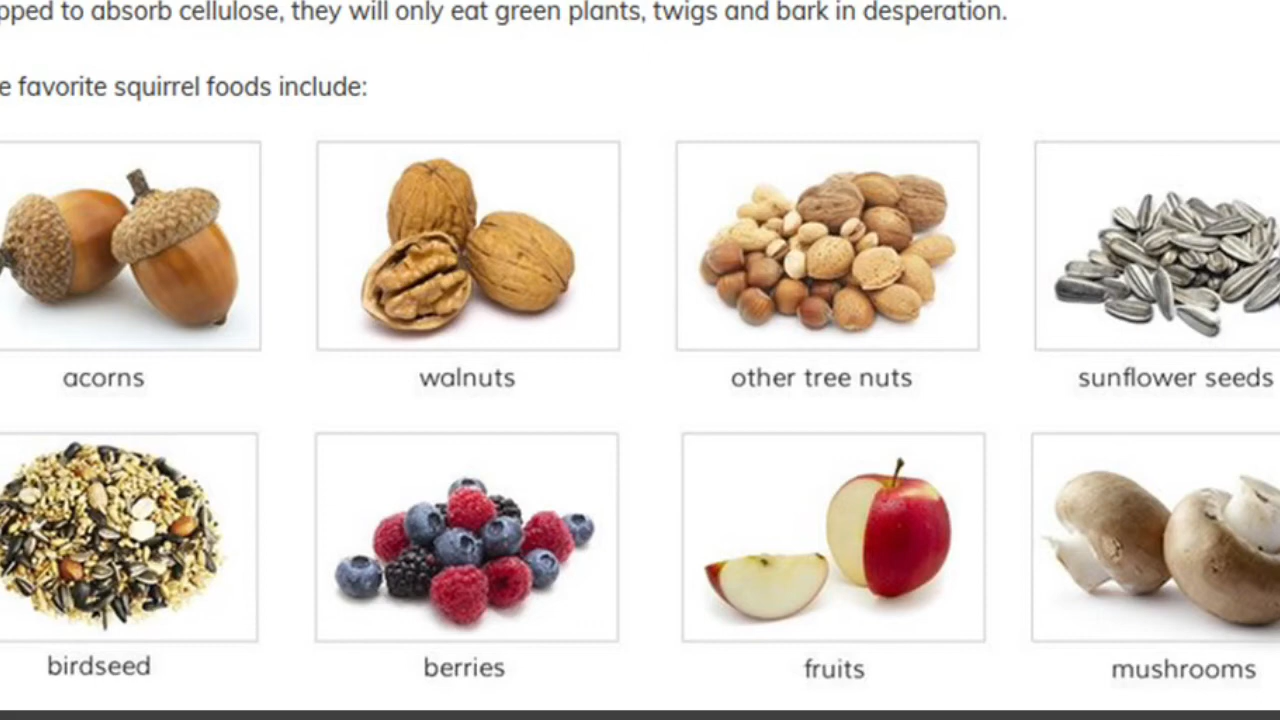 pped to absorb cellulose, they will only eat green plants, twigs and bark in desperation.
e favorite squirrel foods include:
acorns walnuts other tree nuts sunflower seeds
birdseed berries fruits mushrooms